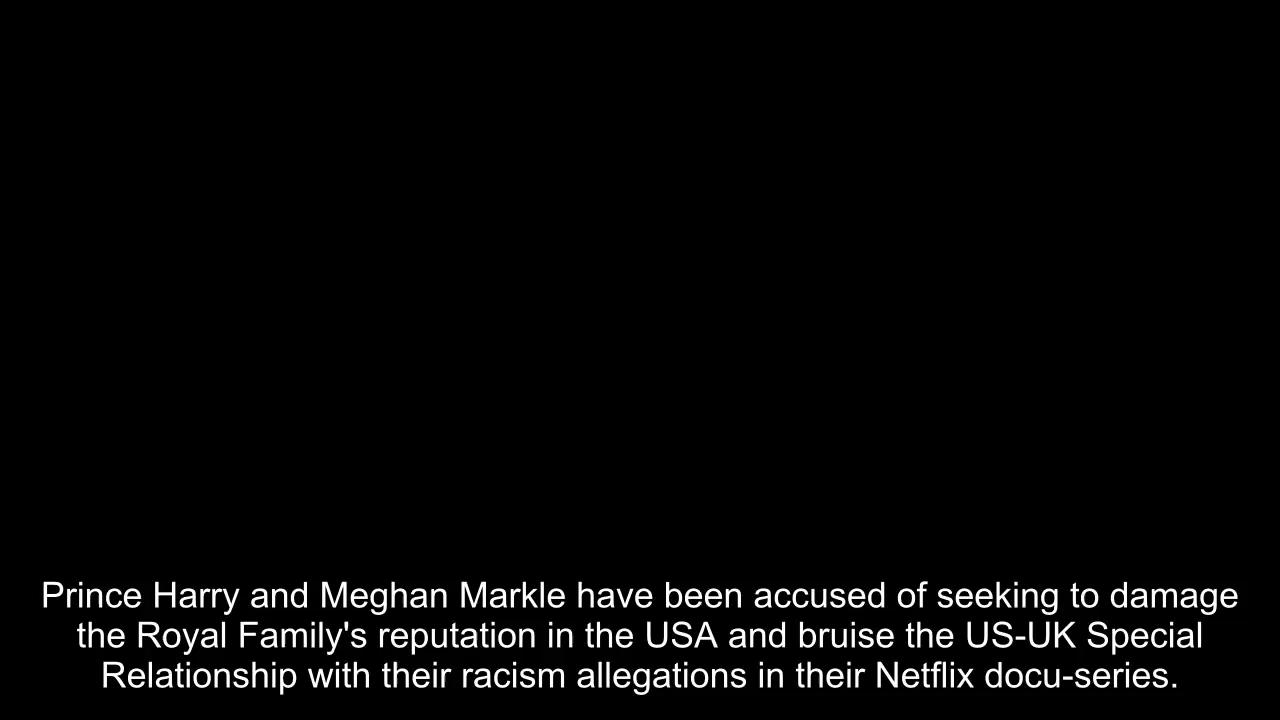 Prince Harry and Meghan Markle have been accused of seeking to damage
the Royal Family's reputation in the USA and bruise the US-UK Special
Relationship with their racism allegations in their Netflix docu-series.